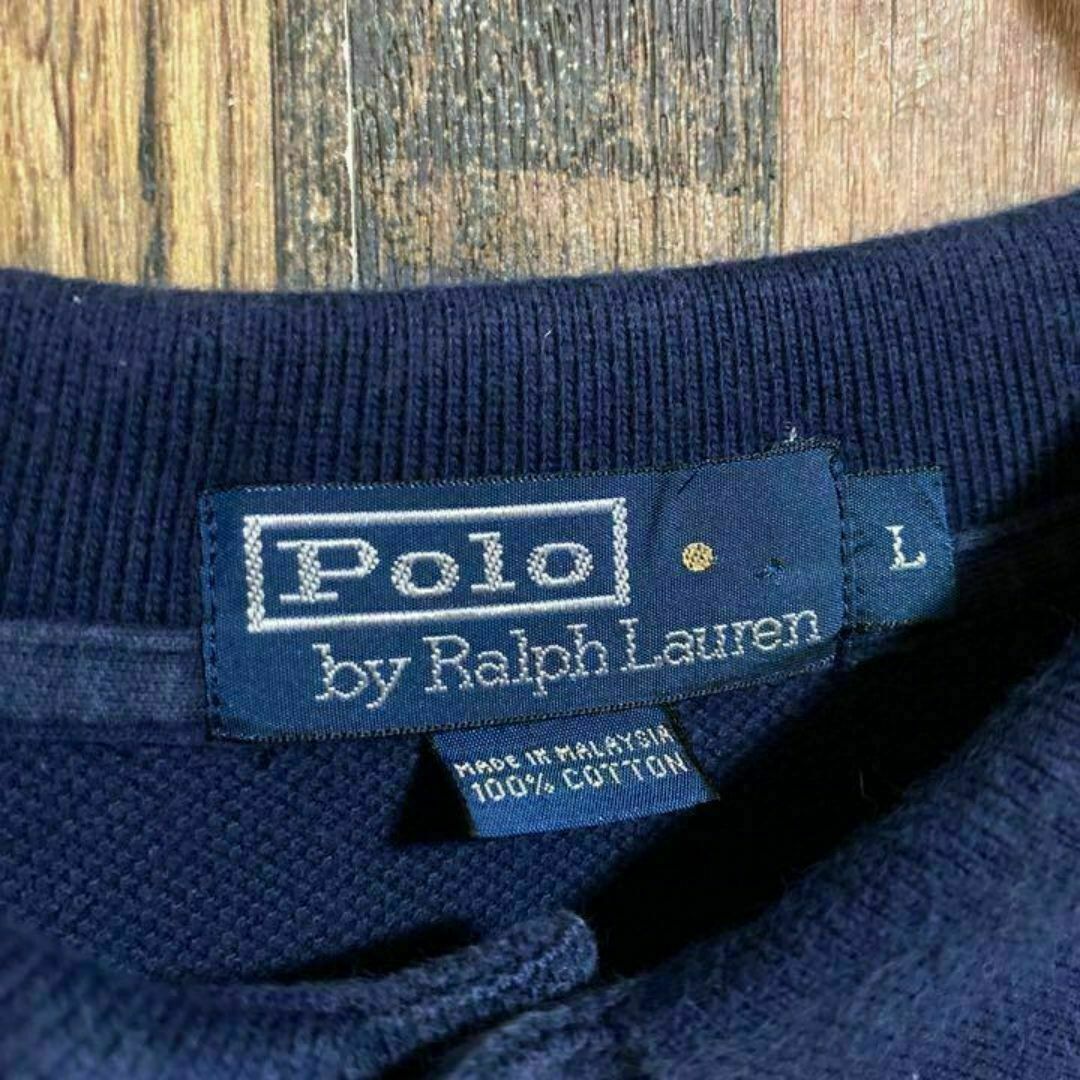 Polo
by Ralph Lauren
L
MADE IN MALAYSIA
100% COTTON